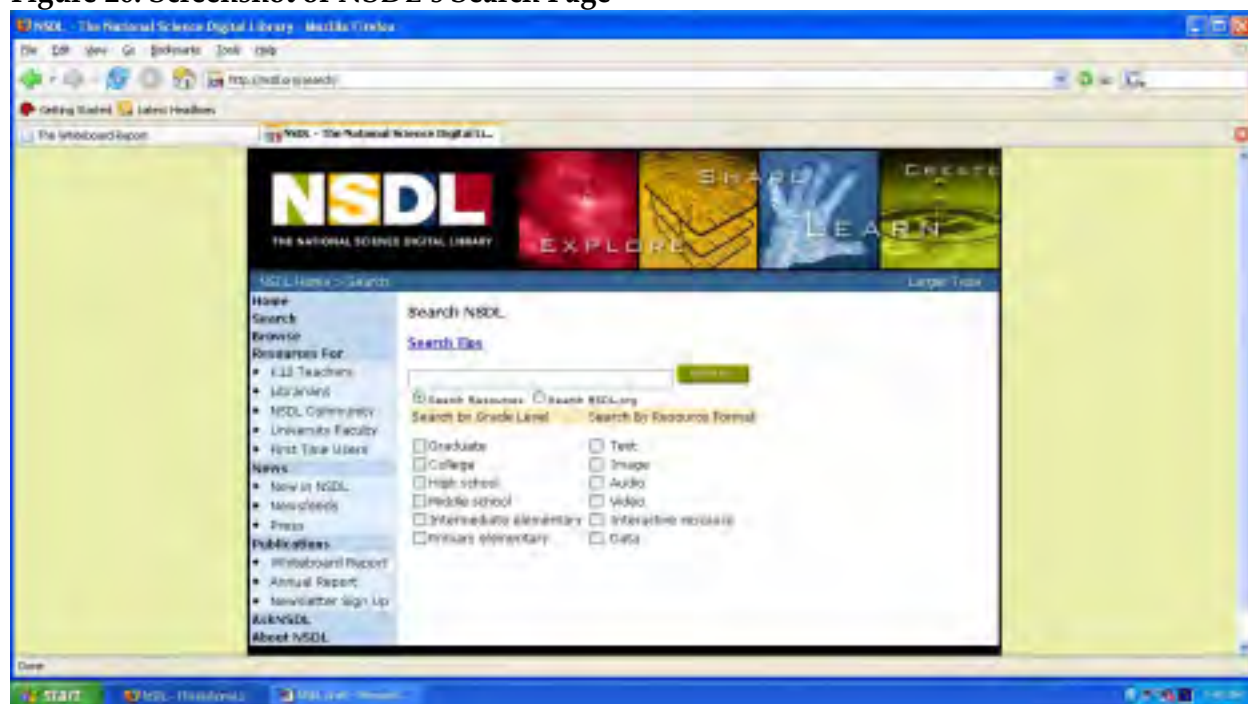 Figure 20. Screenshot of NSDL's Search Page
NSDL - The National Science Digital Library - Mozilla Firefox
File Edit View Go Bookmarks Tools Help
http://nsdl.org/search/
Getting Started Latest Headlines
The Whiteboard Report NSDL - The National Science Digital Li...
NSDL
THE NATIONAL SCIENCE DIGITAL LIBRARY
EXPLORE SHARE LEARN CREATE
NSDL Home > Search Larger Type
Home
Search
Browse
Resources For
• K12 Teachers
• Librarians
• NSDL Community
• University Faculty
• First Time Users
News
• New in NSDL
• Newsfeeds
• Press
Publications
• Whiteboard Report
• Annual Report
• Newsletter Sign Up
AskNSDL
About NSDL
Search NSDL
Search Tips
Search Resources Search NSDL.org
Search by Grade Level Search By Resource Format
Graduate Text
College Image
High school Audio
Middle school Video
Intermediate elementary Interactive resource
Primary elementary Data
Done
start